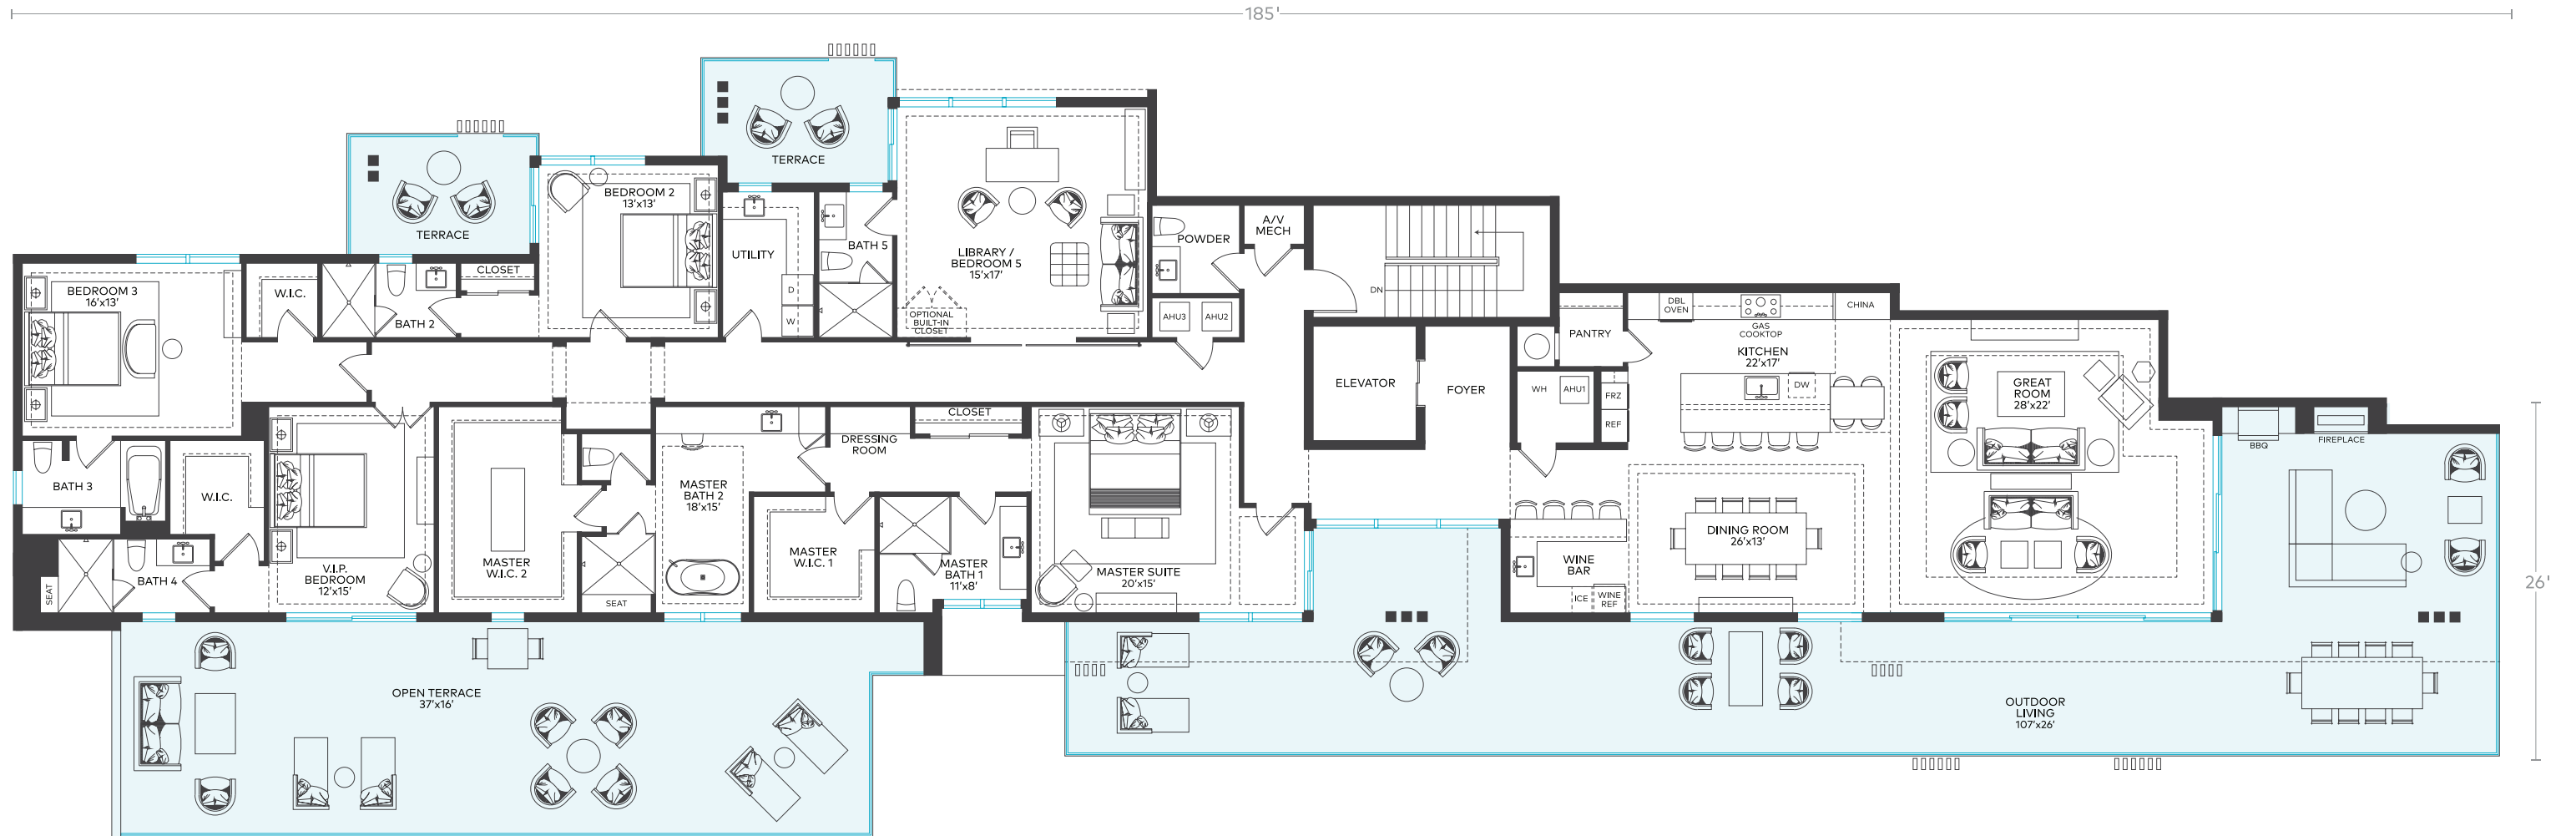 185'
TERRACE
TERRACE
BEDROOM 2
13'x13'
UTILITY
BATH 5
LIBRARY /
BEDROOM 5
15'x17'
OPTIONAL
BUILT-IN
CLOSET
POWDER
A/V
MECH
DN
AHU3
AHU2
BEDROOM 3
16'x13'
W.I.C.
BATH 2
CLOSET
D
W
ELEVATOR
FOYER
PANTRY
WH
AHU1
DBL
OVEN
GAS
COOKTOP
CHINA
KITCHEN
22'x17'
DW
FRZ
REF
GREAT
ROOM
28'x22'
BBQ
FIREPLACE
BATH 3
W.I.C.
SEAT
BATH 4
V.I.P.
BEDROOM
12'x15'
MASTER
W.I.C. 2
SEAT
MASTER
BATH 2
18'x15'
DRESSING
ROOM
CLOSET
MASTER
W.I.C. 1
MASTER
BATH 1
11'x8'
MASTER SUITE
20'x15'
WINE
BAR
ICE
WINE
REF
DINING ROOM
26'x13'
26'
OPEN TERRACE
37'x16'
OUTDOOR
LIVING
107'x26'